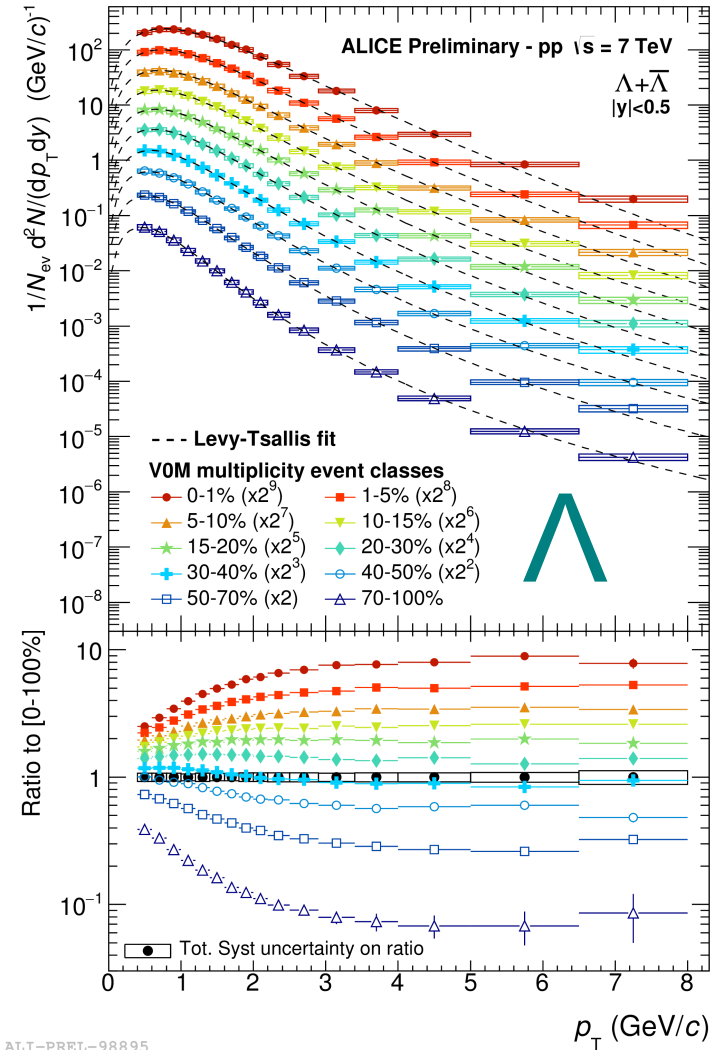 ALICE Preliminary - pp √s = 7 TeV
Λ+Λ̅
|y|<0.5
1/N_ev d²N/(dp_T dy) (GeV/c)⁻¹
10²
10
1
10⁻¹
10⁻²
10⁻³
10⁻⁴
10⁻⁵
10⁻⁶
10⁻⁷
10⁻⁸
Levy-Tsallis fit
V0M multiplicity event classes
0-1% (x2⁹) 1-5% (x2⁸)
5-10% (x2⁷) 10-15% (x2⁶)
15-20% (x2⁵) 20-30% (x2⁴)
30-40% (x2³) 40-50% (x2²)
50-70% (x2) 70-100%
Λ
Ratio to [0-100%]
10
1
10⁻¹
Tot. Syst uncertainty on ratio
0 1 2 3 4 5 6 7 8
p_T (GeV/c)
ALI-PREL-98895